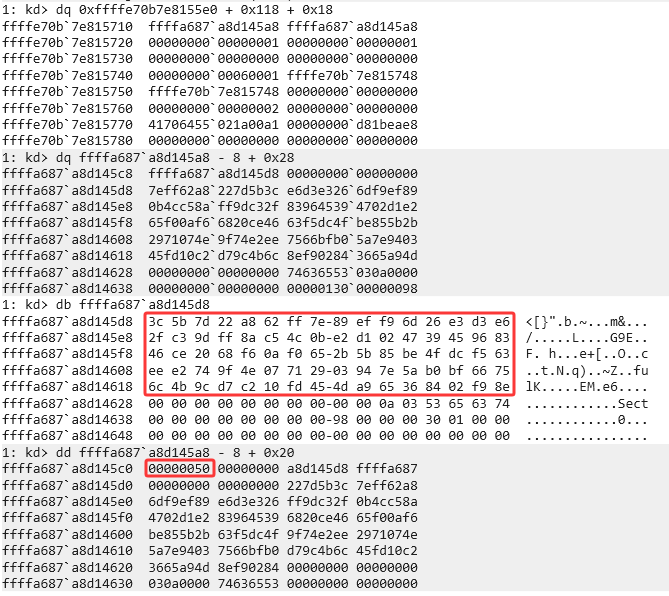 1: kd> dq 0xffffe70b7e8155e0 + 0x118 + 0x18
ffffe70b`7e815710  ffffa687`a8d145a8 ffffa687`a8d145a8
ffffe70b`7e815720  00000000`00000001 00000000`00000001
ffffe70b`7e815730  00000000`00000000 00000000`00000000
ffffe70b`7e815740  00000000`00060001 ffffe70b`7e815748
ffffe70b`7e815750  ffffe70b`7e815748 00000000`00000000
ffffe70b`7e815760  00000000`00000002 00000000`00000000
ffffe70b`7e815770  41706455`021a00a1 00000000`d81beae8
ffffe70b`7e815780  00000000`00000000 00000000`00000000
1: kd> dq ffffa687`a8d145a8 - 8 + 0x28
ffffa687`a8d145c8  ffffa687`a8d145d8 00000000`00000000
ffffa687`a8d145d8  7eff62a8`227d5b3c e6d3e326`6df9ef89
ffffa687`a8d145e8  0b4cc58a`ff9dc32f 83964539`4702d1e2
ffffa687`a8d145f8  65f00af6`6820ce46 63f5dc4f`be855b2b
ffffa687`a8d14608  2971074e`9f74e2ee 7566bfb0`5a7e9403
ffffa687`a8d14618  45fd10c2`d79c4b6c 8ef90284`3665a94d
ffffa687`a8d14628  00000000`00000000 74636553`030a0000
ffffa687`a8d14638  00000000`00000000 00000130`00000098
1: kd> db ffffa687`a8d145d8
ffffa687`a8d145d8  3c 5b 7d 22 a8 62 ff 7e-89 ef f9 6d 26 e3 d3 e6  <[}".b.~...m&...
ffffa687`a8d145e8  2f c3 9d ff 8a c5 4c 0b-e2 d1 02 47 39 45 96 83  /.....L....G9E..
ffffa687`a8d145f8  46 ce 20 68 f6 0a f0 65-2b 5b 85 be 4f dc f5 63  F. h...e+[..O..c
ffffa687`a8d14608  ee e2 74 9f 4e 07 71 29-03 94 7e 5a b0 bf 66 75  ..t.N.q)..~Z..fu
ffffa687`a8d14618  6c 4b 9c d7 c2 10 fd 45-4d a9 65 36 84 02 f9 8e  lK.....EM.e6....
ffffa687`a8d14628  00 00 00 00 00 00 00 00-00 00 0a 03 53 65 63 74  ............Sect
ffffa687`a8d14638  00 00 00 00 00 00 00 00-98 00 00 00 30 01 00 00  ............0...
ffffa687`a8d14648  00 00 00 00 00 00 00 00-00 00 00 00 00 00 00 00  ................
1: kd> dd ffffa687`a8d145a8 - 8 + 0x20
ffffa687`a8d145c0  00000050 00000000 a8d145d8 ffffa687
ffffa687`a8d145d0  00000000 00000000 227d5b3c 7eff62a8
ffffa687`a8d145e0  6df9ef89 e6d3e326 ff9dc32f 0b4cc58a
ffffa687`a8d145f0  4702d1e2 83964539 6820ce46 65f00af6
ffffa687`a8d14600  be855b2b 63f5dc4f 9f74e2ee 2971074e
ffffa687`a8d14610  5a7e9403 7566bfb0 d79c4b6c 45fd10c2
ffffa687`a8d14620  3665a94d 8ef90284 00000000 00000000
ffffa687`a8d14630  030a0000 74636553 00000000 00000000